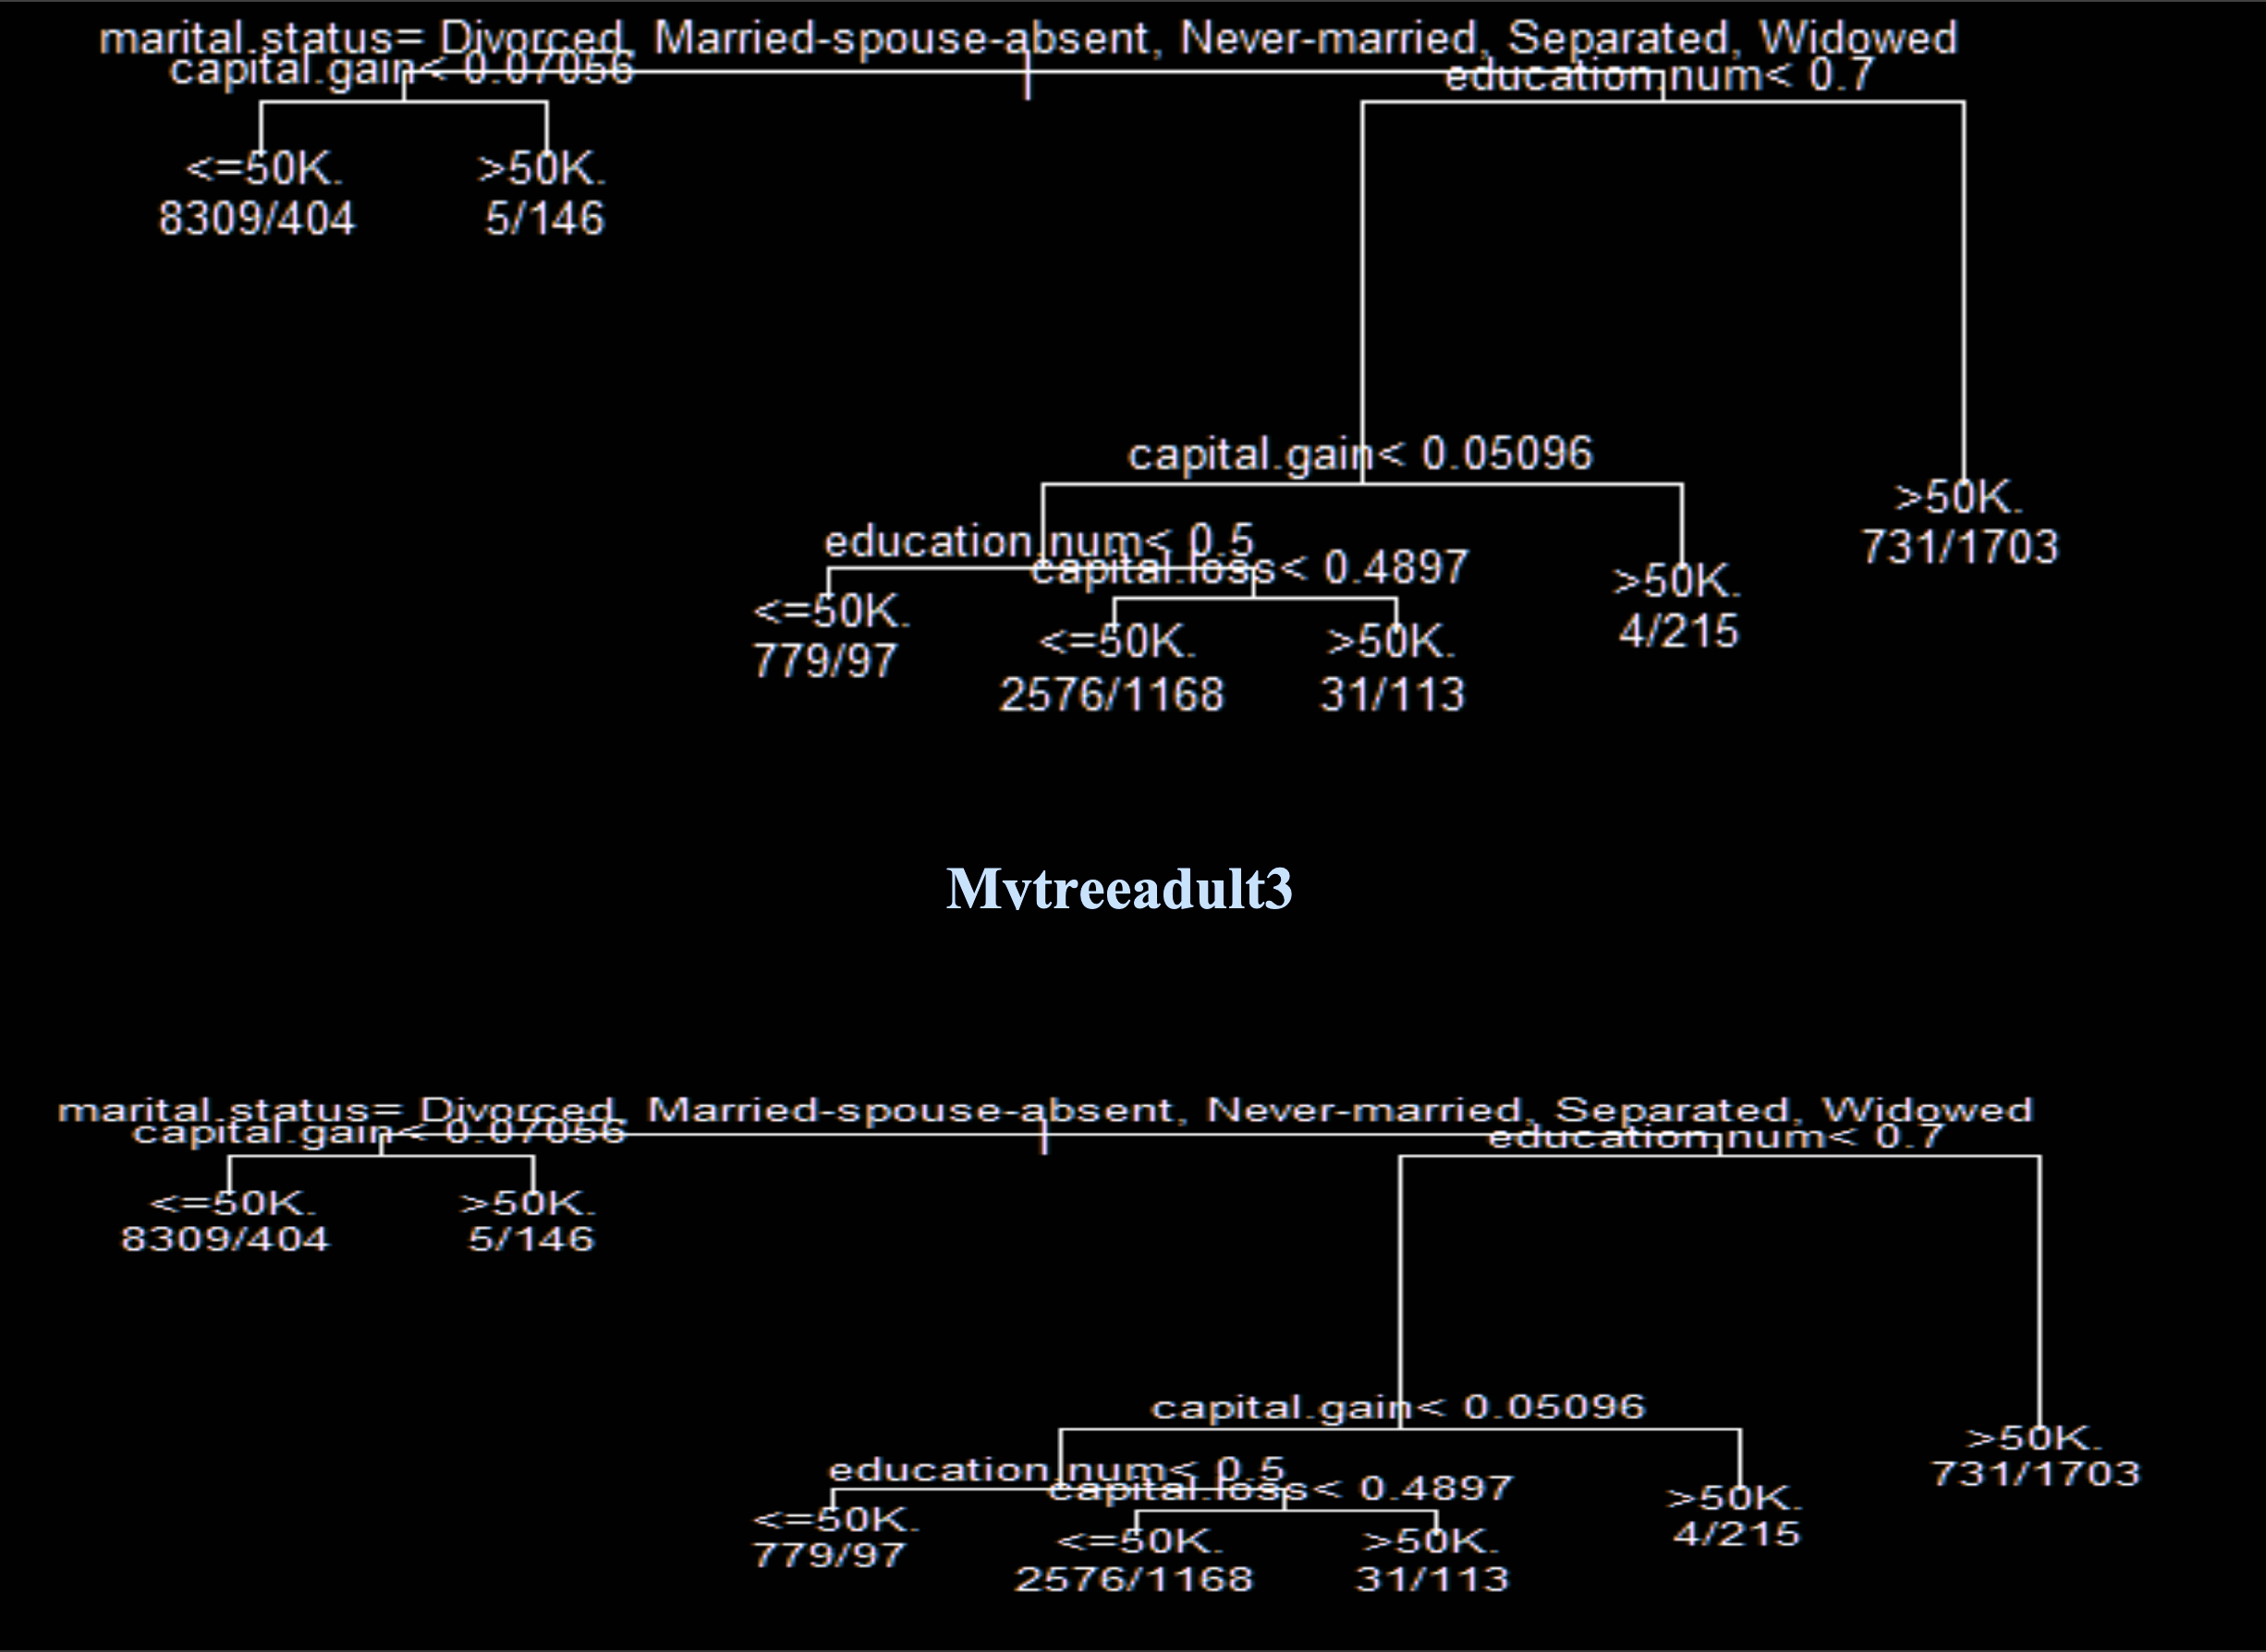 marital.status= Divorced, Married-spouse-absent, Never-married, Separated, Widowed
capital.gain< 0.07056
education.num< 0.7
<=50K.
8309/404
>50K.
5/146
capital.gain< 0.05096
>50K.
731/1703
education.num< 0.5
capital.loss< 0.4897
<=50K.
779/97
<=50K.
2576/1168
>50K.
31/113
>50K.
4/215
Mvtreeadult3
marital.status= Divorced, Married-spouse-absent, Never-married, Separated, Widowed
capital.gain< 0.07056
education.num< 0.7
<=50K.
8309/404
>50K.
5/146
capital.gain< 0.05096
>50K.
731/1703
education.num< 0.5
capital.loss< 0.4897
<=50K.
779/97
<=50K.
2576/1168
>50K.
31/113
>50K.
4/215